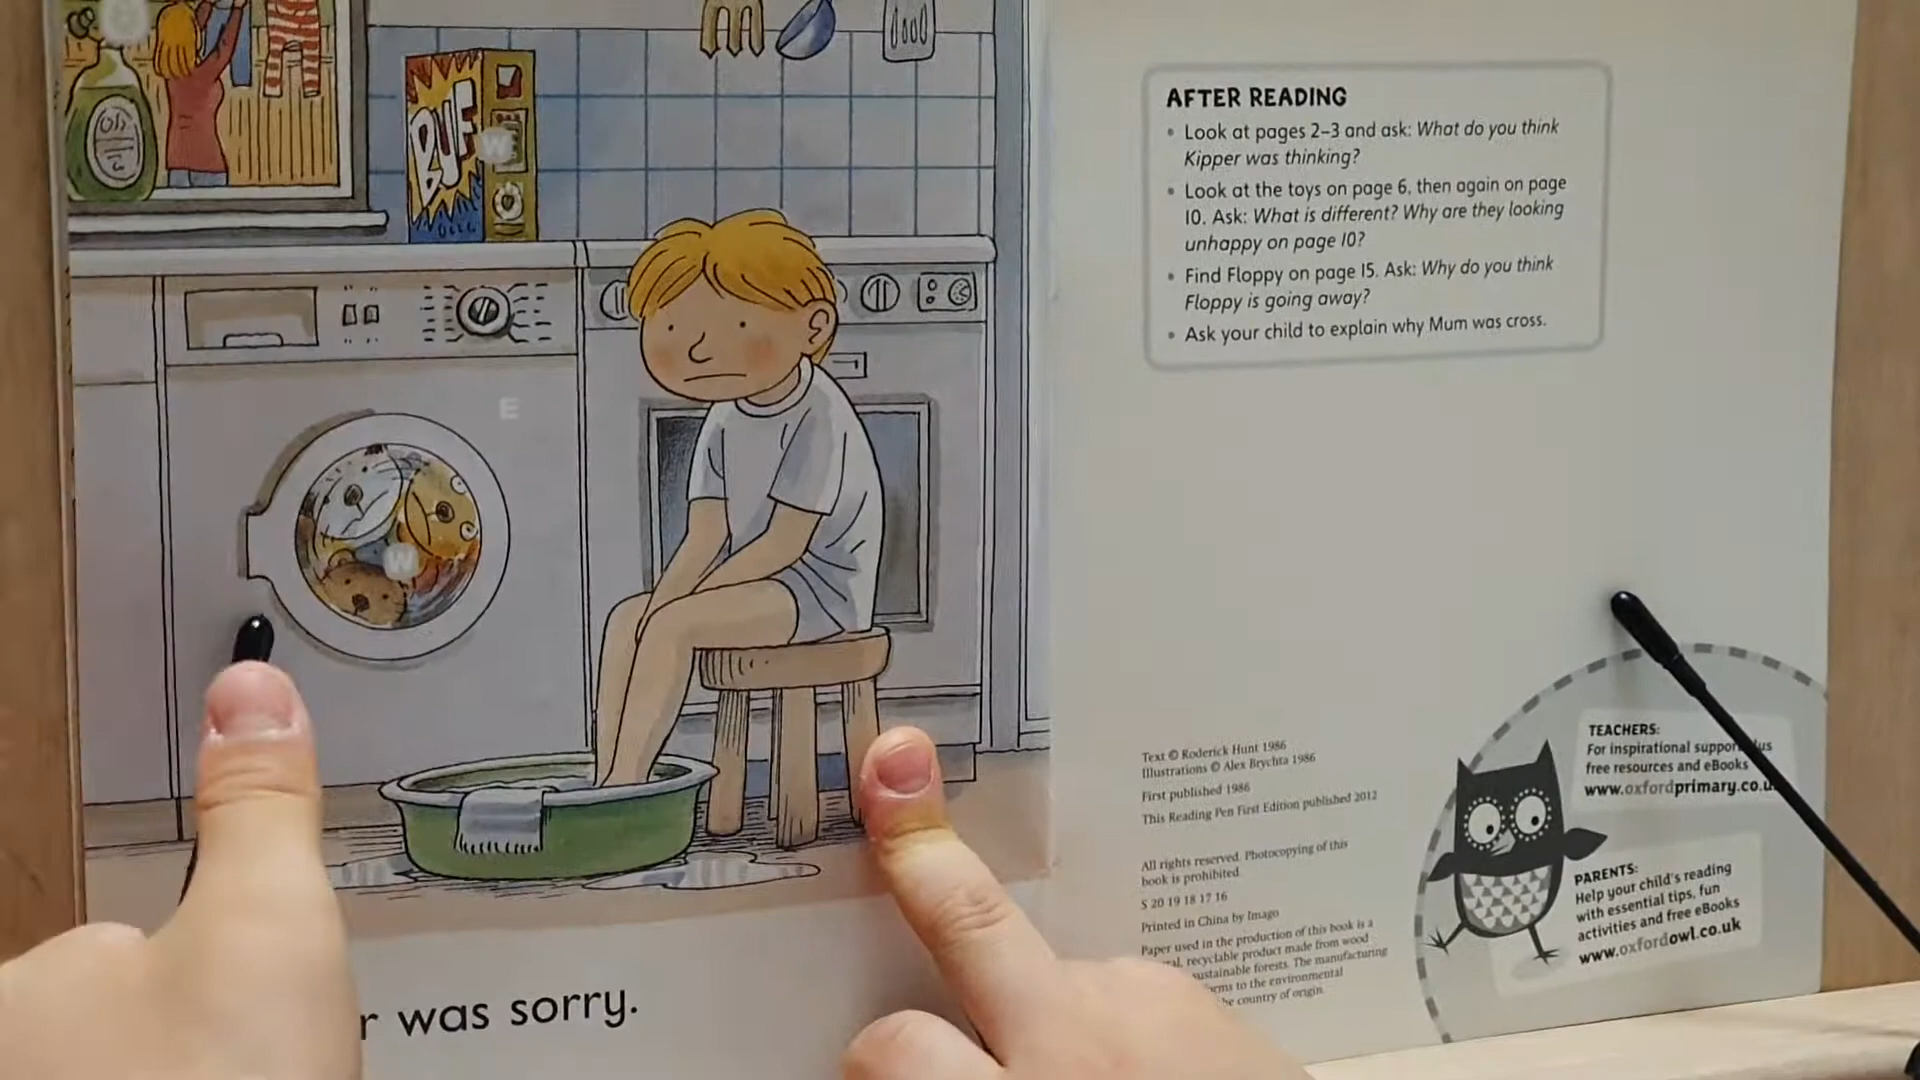 BUF
r was sorry.
AFTER READING
• Look at pages 2–3 and ask: What do you think
Kipper was thinking?
• Look at the toys on page 6, then again on page
10. Ask: What is different? Why are they looking
unhappy on page 10?
• Find Floppy on page 15. Ask: Why do you think
Floppy is going away?
• Ask your child to explain why Mum was cross.
Text © Roderick Hunt 1986
Illustrations © Alex Brychta 1986
First published 1986
This Reading Pen First Edition published 2012
All rights reserved. Photocopying of this
book is prohibited.
S 20 19 18 17 16
Printed in China by Imago
Paper used in the production of this book is a
recyclable product made from wood
sustainable forests. The manufacturing
to the environmental
country of origin.
TEACHERS:
For inspirational support
free resources and eBooks
www.oxfordprimary.co.u
PARENTS:
Help your child's reading
with essential tips, fun
activities and free eBooks
www.oxfordowl.co.uk
W
E
W